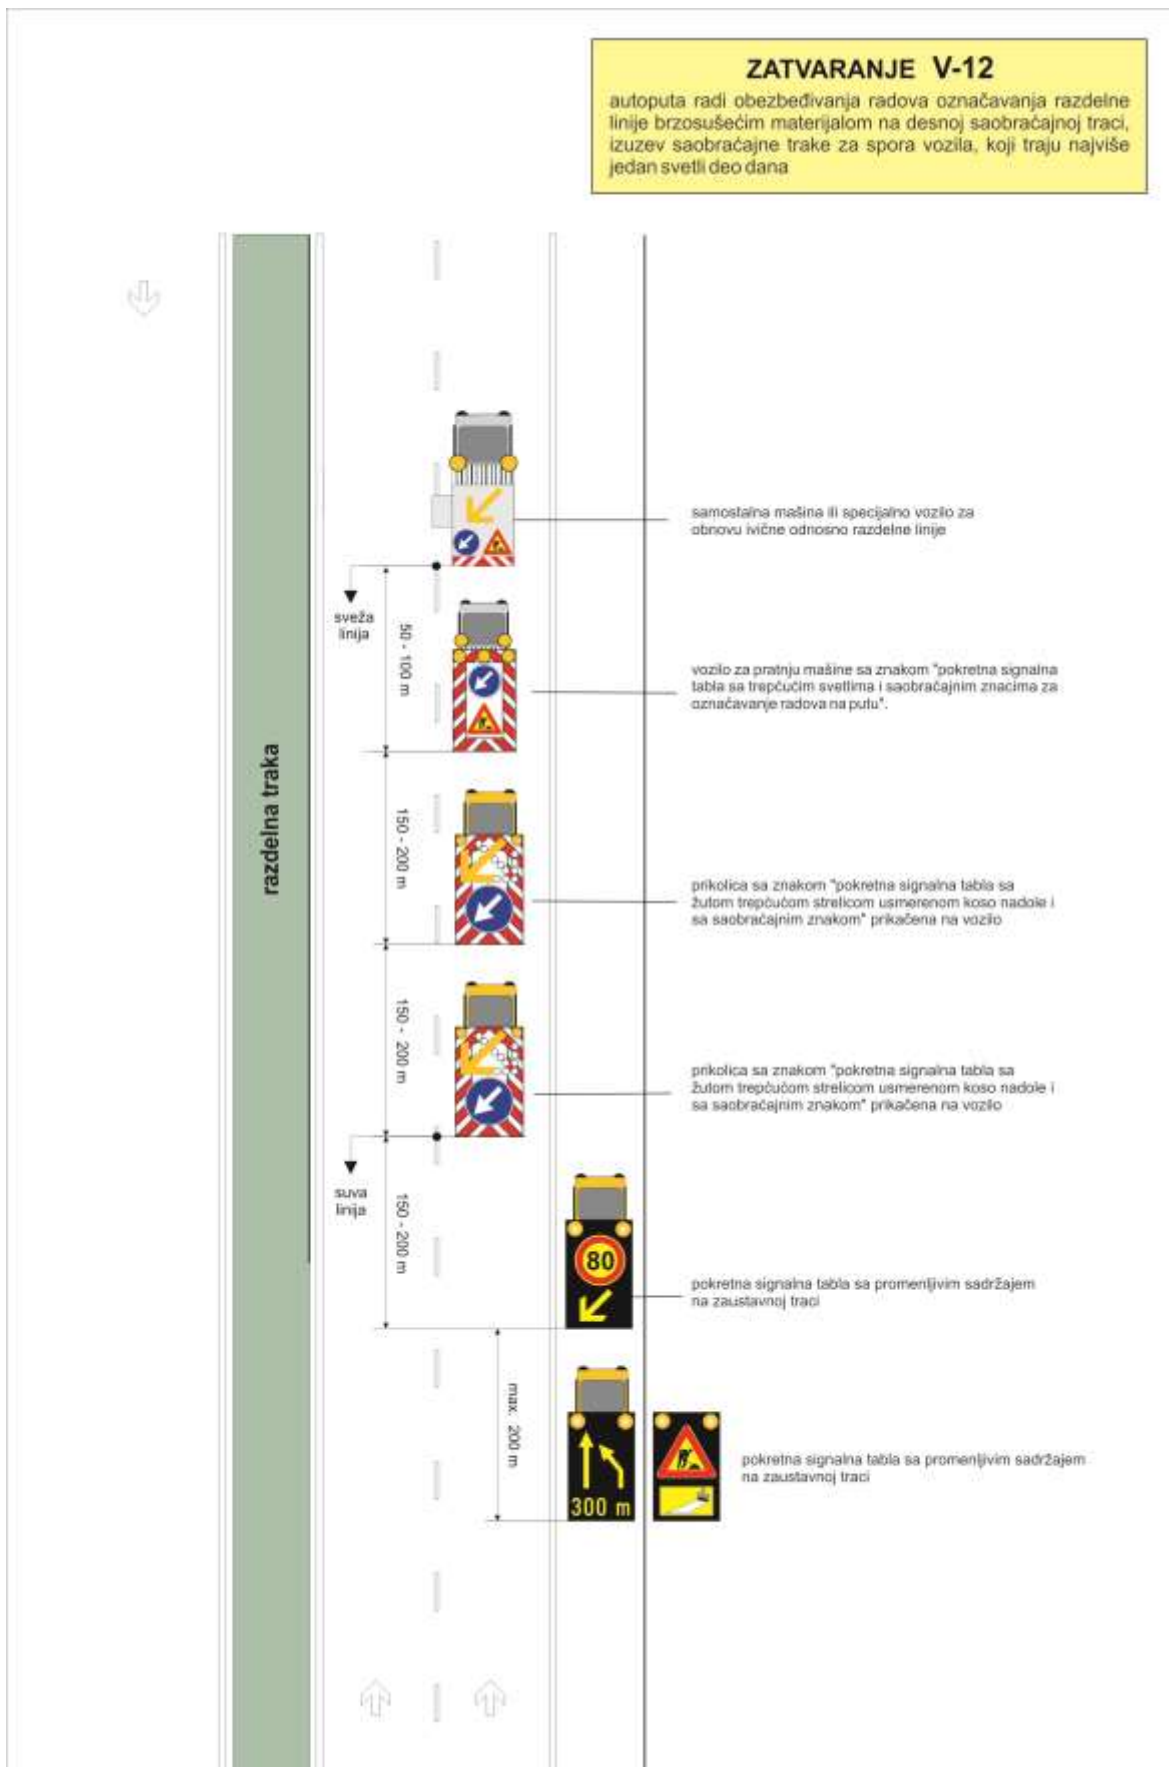 ZATVARANJE V-12
autoputa radi obezbeđivanja radova označavanja razdelne
linije brzosušećim materijalom na desnoj saobraćajnoj traci,
izuzev saobraćajne trake za spora vozila, koji traju najviše
jedan svetli deo dana
samostalna mašina ili specijalno vozilo za
obnovu ivične odnosno razdelne linije
sveža
linija
50 - 100 m
vozilo za pratnju mašine sa znakom "pokretna signalna
tabla sa trepćućim svetlima i saobraćajnim znacima za
označavanje radova na putu".
razdelna traka
150 - 200 m
prikolica sa znakom "pokretna signalna tabla sa
žutom trepćućom strelicom usmerenom koso nadole i
sa saobraćajnim znakom" prikačena na vozilo
150 - 200 m
prikolica sa znakom "pokretna signalna tabla sa
žutom trepćućom strelicom usmerenom koso nadole i
sa saobraćajnim znakom" prikačena na vozilo
suva
linija
150 - 200 m
80
pokretna signalna tabla sa promenljivim sadržajem
na zaustavnoj traci
max. 200 m
300 m
pokretna signalna tabla sa promenljivim sadržajem
na zaustavnoj traci